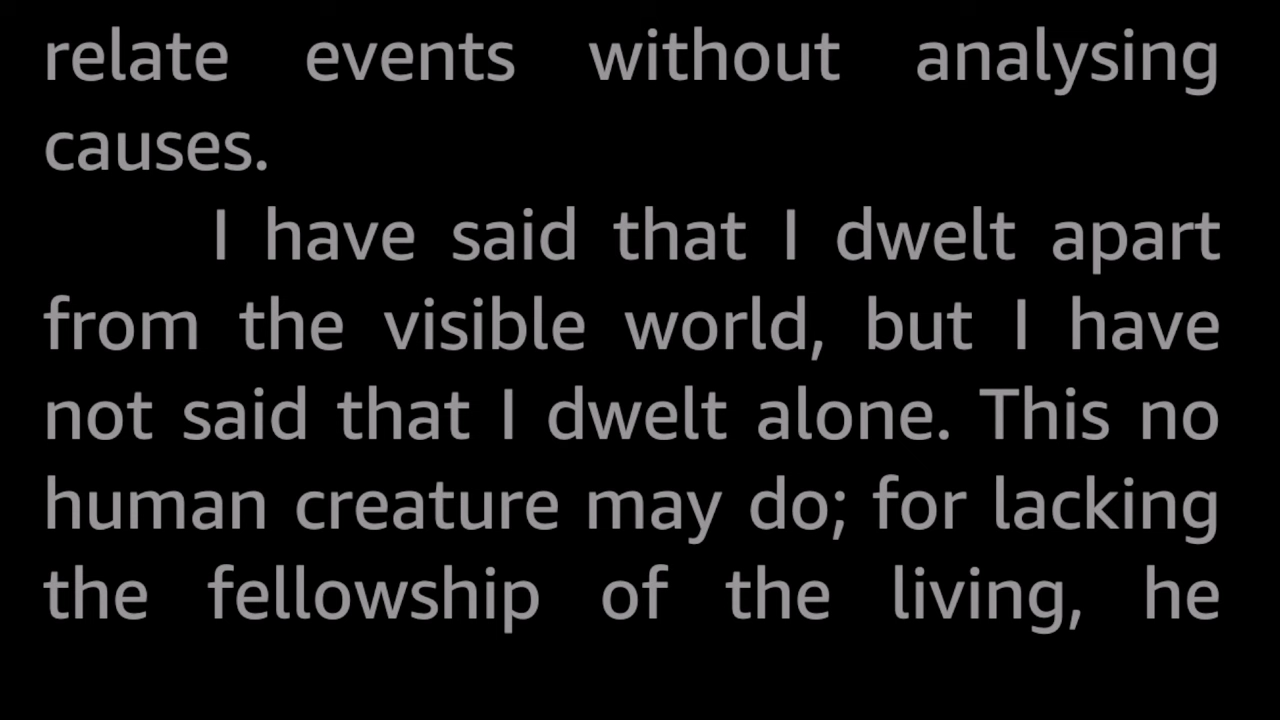 relate events without analysing
causes.
I have said that I dwelt apart
from the visible world, but I have
not said that I dwelt alone. This no
human creature may do; for lacking
the fellowship of the living, he